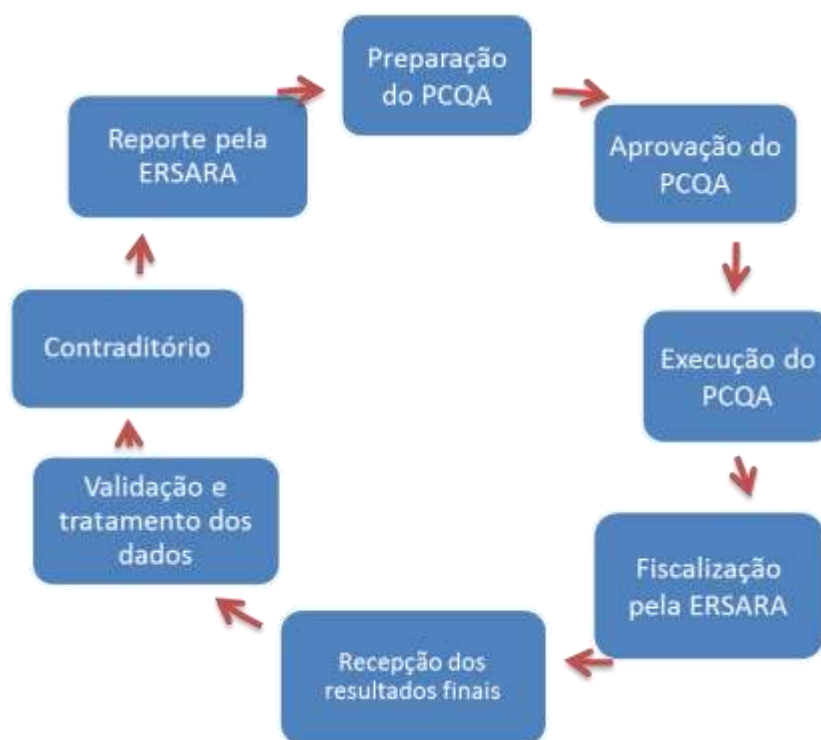 Preparação
do PCQA
Aprovação do
PCQA
Execução do
PCQA
Fiscalização
pela ERSARA
Recepção dos
resultados finais
Validação e
tratamento dos
dados
Contraditório
Reporte pela
ERSARA